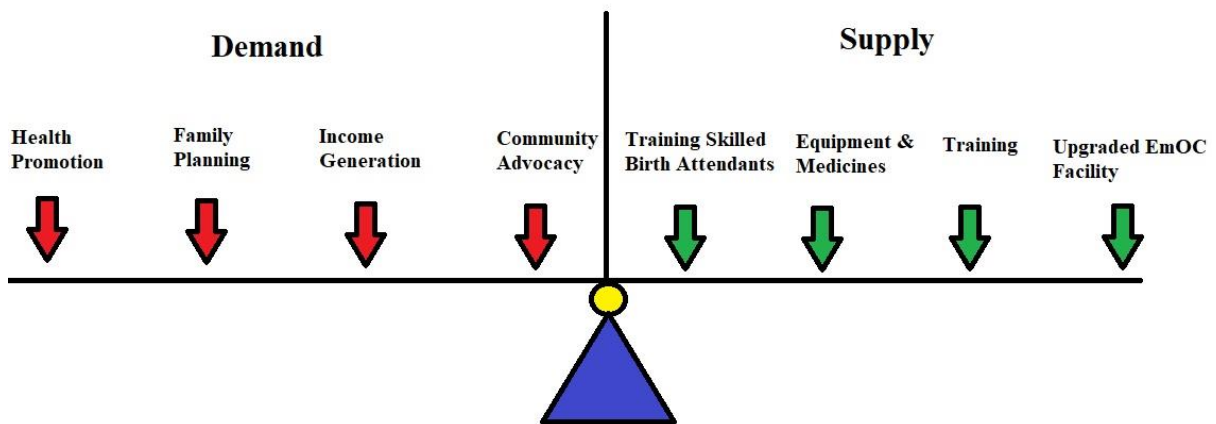 Demand
Supply
Health
Promotion
Family
Planning
Income
Generation
Community
Advocacy
Training Skilled
Birth Attendants
Equipment &
Medicines
Training
Upgraded EmOC
Facility